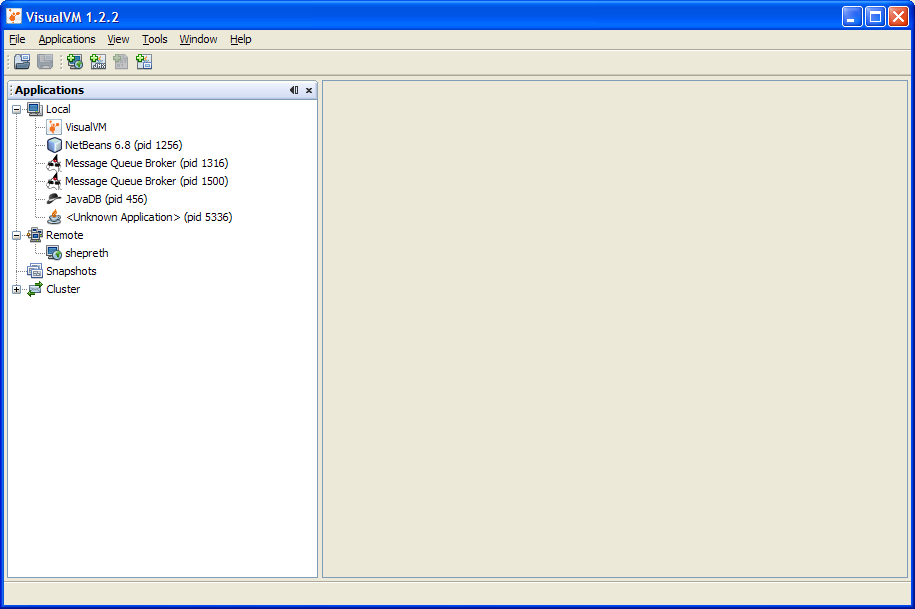 VisualVM 1.2.2
File Applications View Tools Window Help
Applications
Local
VisualVM
NetBeans 6.8 (pid 1256)
Message Queue Broker (pid 1316)
Message Queue Broker (pid 1500)
JavaDB (pid 456)
<Unknown Application> (pid 5336)
Remote
shepreth
Snapshots
Cluster